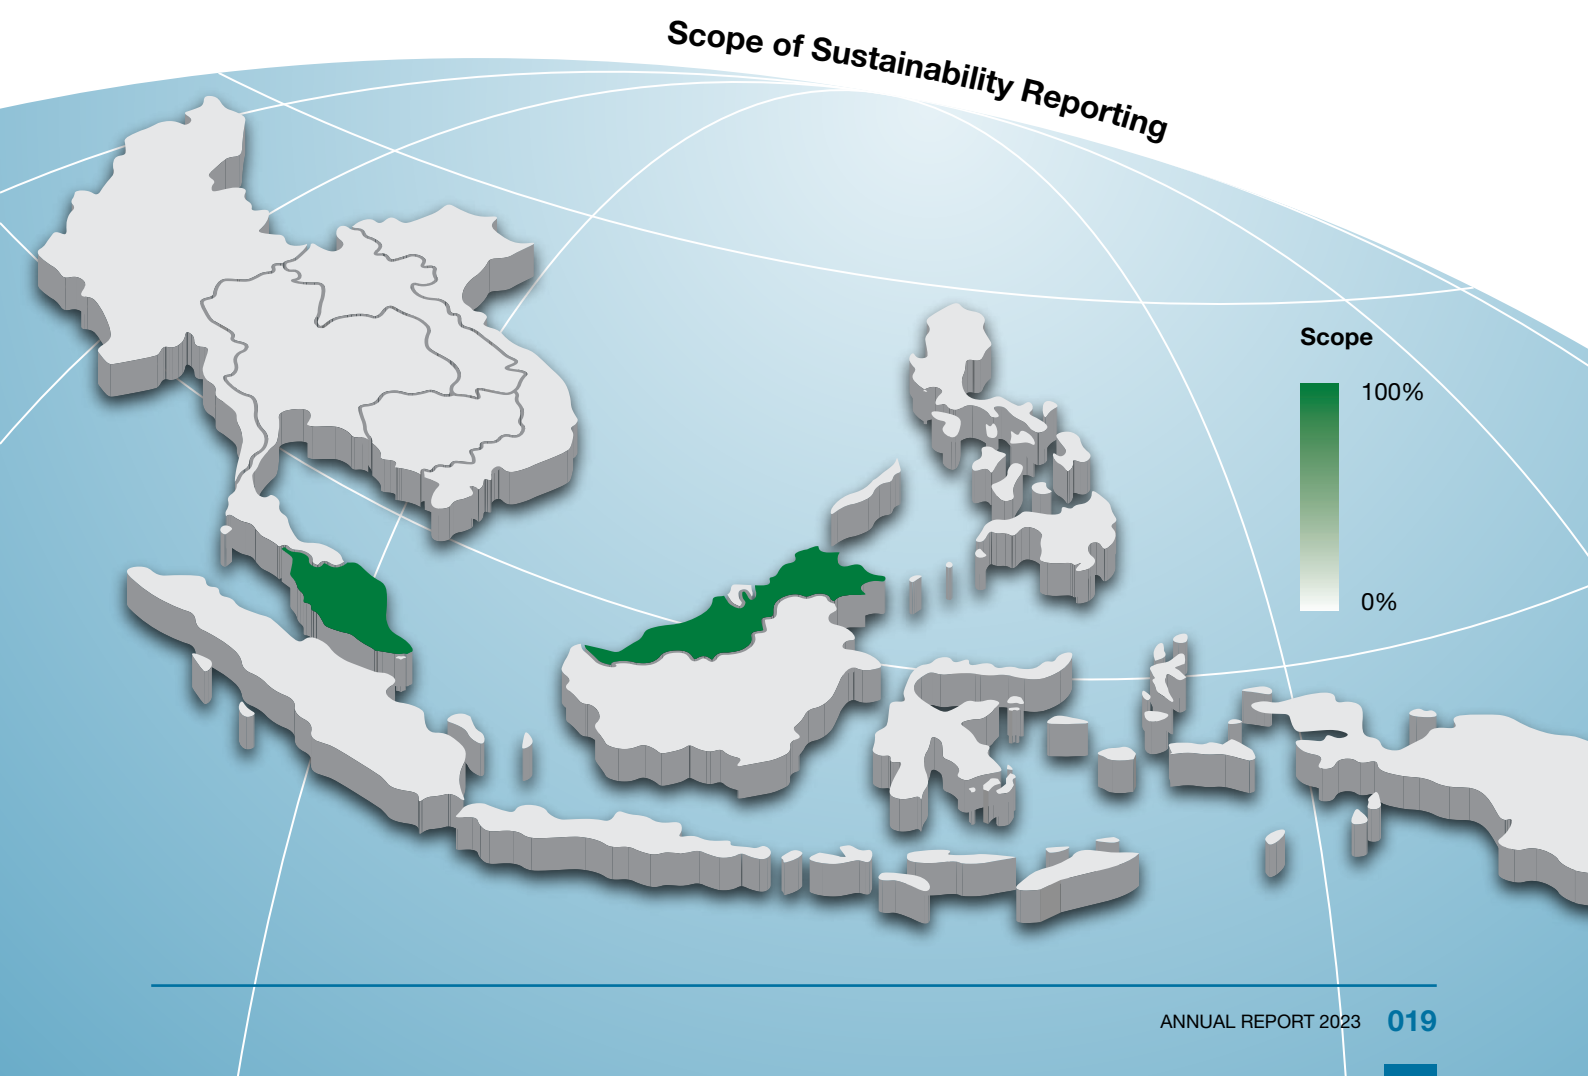 Scope of Sustainability Reporting
Scope
100%
0%
ANNUAL REPORT 2023 019